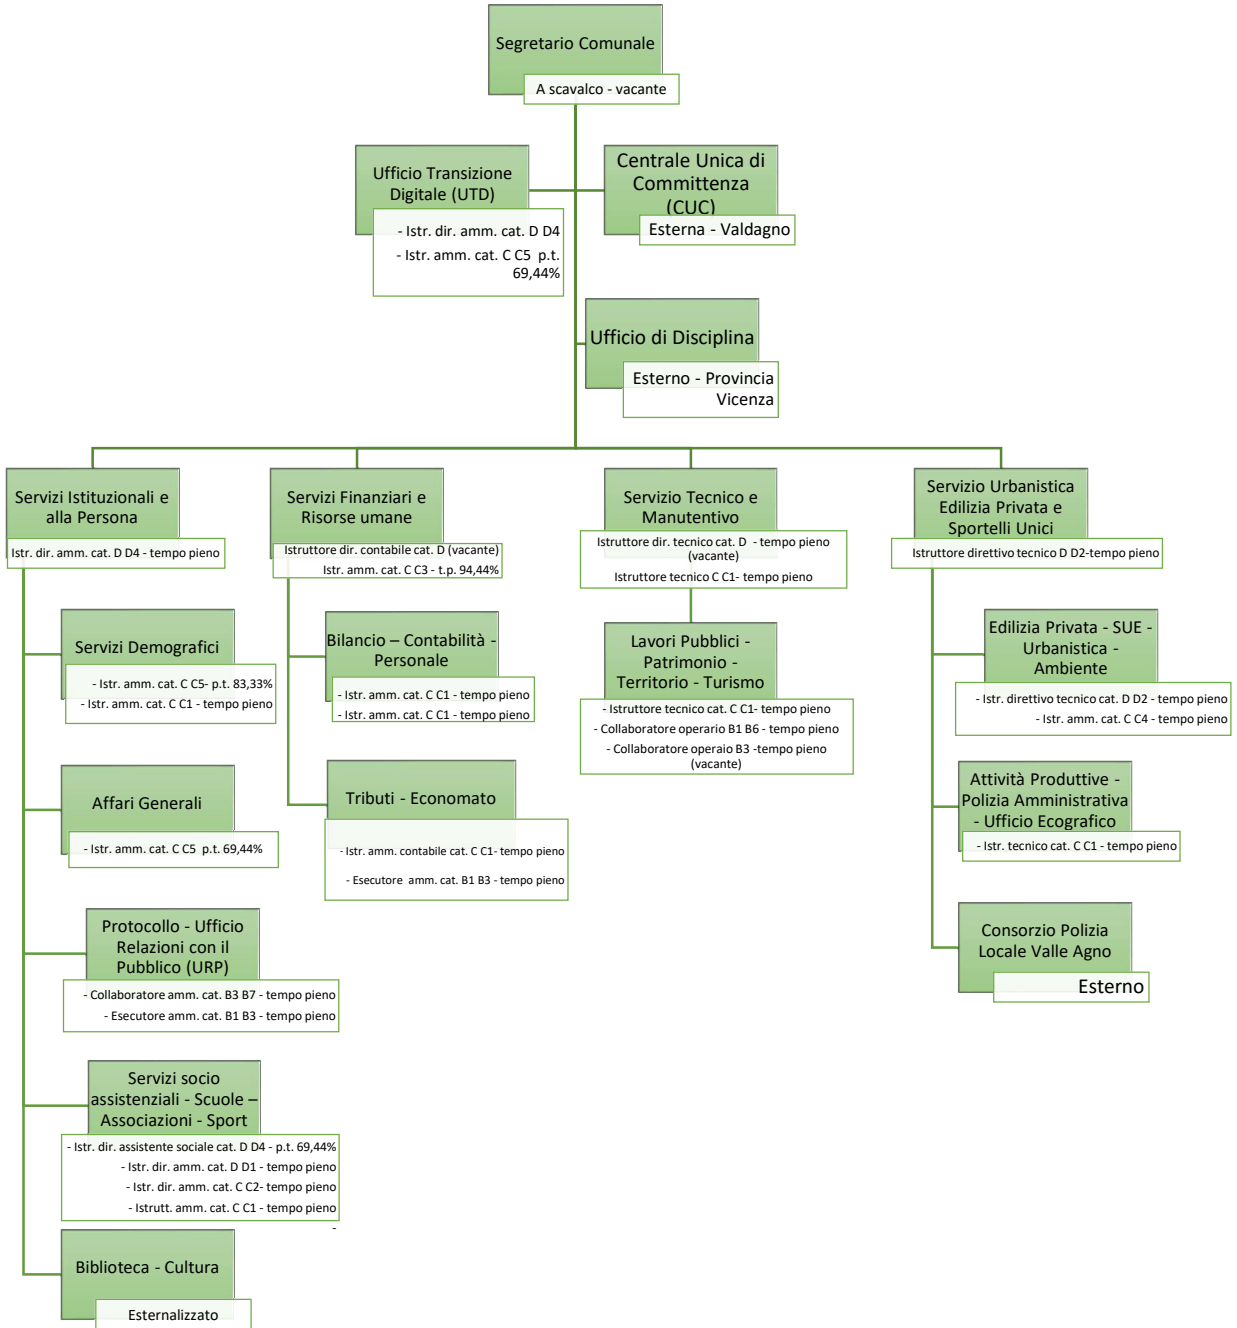 Segretario Comunale
A scavalco - vacante
Ufficio Transizione
Digitale (UTD)
- Istr. dir. amm. cat. D D4
- Istr. amm. cat. C C5  p.t.
69,44%
Centrale Unica di
Committenza
(CUC)
Esterna - Valdagno
Ufficio di Disciplina
Esterno - Provincia
Vicenza
Servizi Istituzionali e
alla Persona
Istr. dir. amm. cat. D D4 - tempo pieno
Servizi Demografici
- Istr. amm. cat. C C5- p.t. 83,33%
- Istr. amm. cat. C C1 - tempo pieno
Affari Generali
- Istr. amm. cat. C C5  p.t. 69,44%
Protocollo - Ufficio
Relazioni con il
Pubblico (URP)
- Collaboratore amm. cat. B3 B7 - tempo pieno
- Esecutore amm. cat. B1 B3 - tempo pieno
Servizi socio
assistenziali - Scuole –
Associazioni - Sport
- Istr. dir. assistente sociale cat. D D4 - p.t. 69,44%
- Istr. dir. amm. cat. D D1 - tempo pieno
- Istr. dir. amm. cat. C C2- tempo pieno
- Istrutt. amm. cat. C C1 - tempo pieno
-
Biblioteca - Cultura
Esternalizzato
Servizi Finanziari e
Risorse umane
Istruttore dir. contabile cat. D (vacante)
Istr. amm. cat. C C3 - t.p. 94,44%
Bilancio – Contabilità -
Personale
- Istr. amm. cat. C C1 - tempo pieno
- Istr. amm. cat. C C1 - tempo pieno
Tributi - Economato
- Istr. amm. contabile cat. C C1- tempo pieno
- Esecutore  amm. cat. B1 B3 - tempo pieno
Servizio Tecnico e
Manutentivo
Istruttore dir. tecnico cat. D  - tempo pieno
(vacante)
Istruttore tecnico C C1- tempo pieno
Lavori Pubblici -
Patrimonio -
Territorio - Turismo
- Istruttore tecnico cat. C C1- tempo pieno
- Collaboratore operario B1 B6 - tempo pieno
- Collaboratore operaio B3 -tempo pieno
(vacante)
Servizio Urbanistica
Edilizia Privata e
Sportelli Unici
Istruttore direttivo tecnico D D2-tempo pieno
Edilizia Privata - SUE -
Urbanistica -
Ambiente
- Istr. direttivo tecnico cat. D D2 - tempo pieno
- Istr. amm. cat. C C4 - tempo pieno
Attività Produttive -
Polizia Amministrativa
- Ufficio Ecografico
- Istr. tecnico cat. C C1 - tempo pieno
Consorzio Polizia
Locale Valle Agno
Esterno